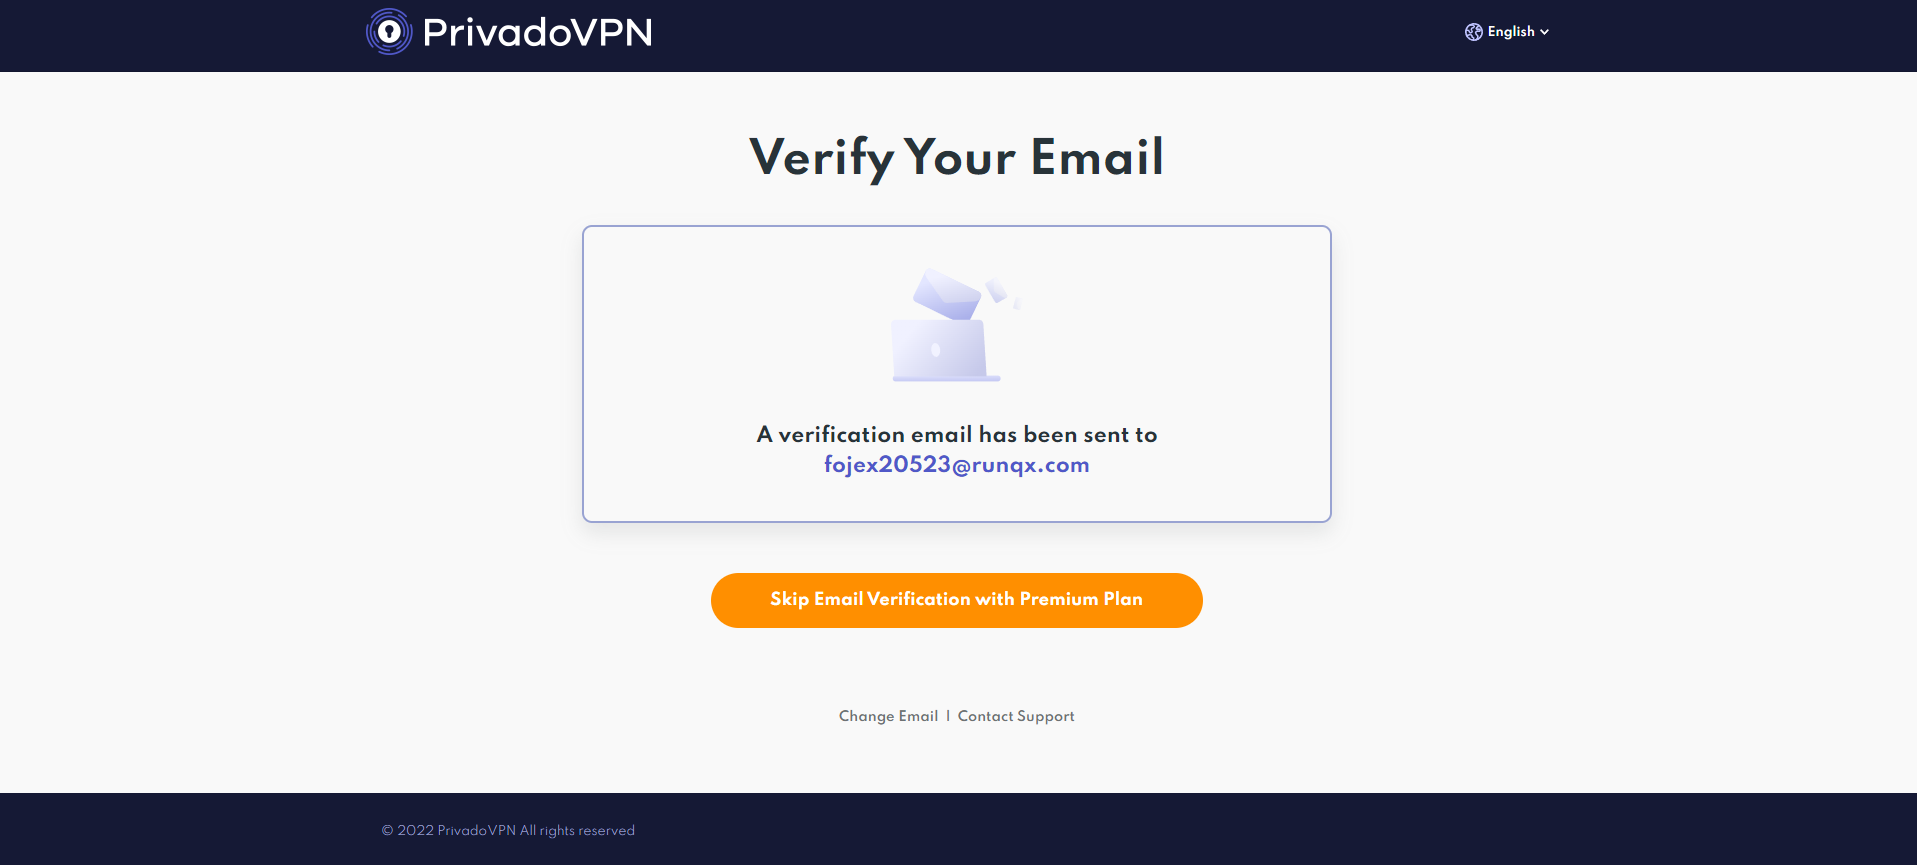 PrivadoVPN
English
Verify Your Email
A verification email has been sent to
fojex20523@runqx.com
Skip Email Verification with Premium Plan
Change Email | Contact Support
© 2022 PrivadoVPN All rights reserved